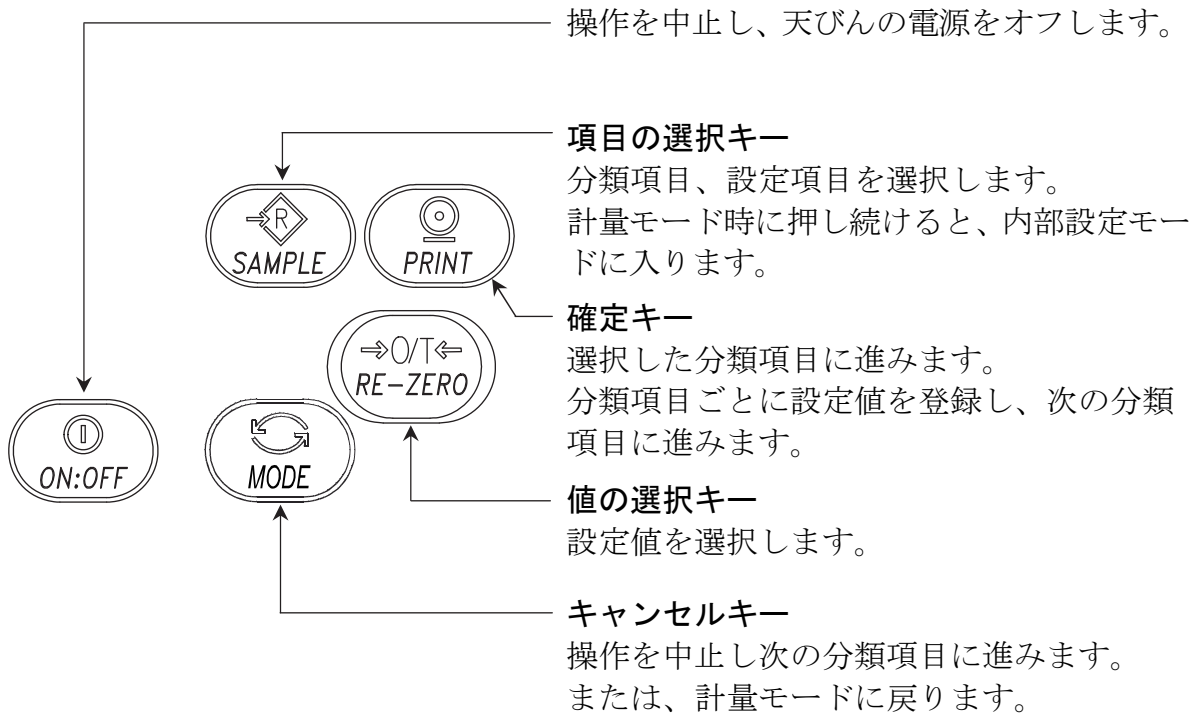 操作を中止し、天びんの電源をオフします。
項目の選択キー
分類項目、設定項目を選択します。
計量モード時に押し続けると、内部設定モー
ドに入ります。
R
SAMPLE
PRINT
確定キー
選択した分類項目に進みます。
分類項目ごとに設定値を登録し、次の分類
項目に進みます。
→O/T←
RE-ZERO
ON:OFF
MODE
値の選択キー
設定値を選択します。
キャンセルキー
操作を中止し次の分類項目に進みます。
または、計量モードに戻ります。